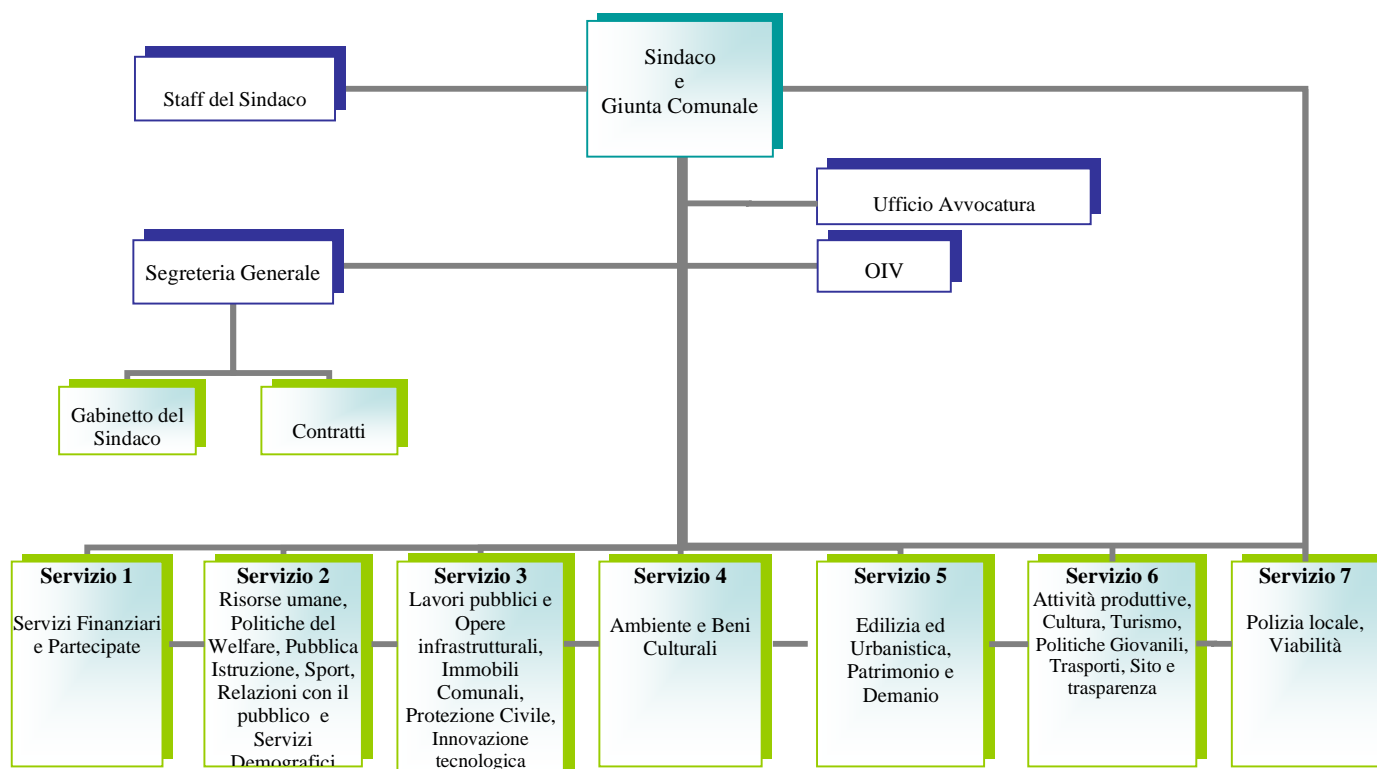 Sindaco
e
Giunta Comunale
Staff del Sindaco
Ufficio Avvocatura
Segreteria Generale
OIV
Gabinetto del
Sindaco
Contratti
Servizio 1
Servizi Finanziari
e Partecipate
Servizio 2
Risorse umane,
Politiche del
Welfare, Pubblica
Istruzione, Sport,
Relazioni con il
pubblico e
Servizi
Demografici
Servizio 3
Lavori pubblici e
Opere
infrastrutturali,
Immobili
Comunali,
Protezione Civile,
Innovazione
tecnologica
Servizio 4
Ambiente e Beni
Culturali
Servizio 5
Edilizia ed
Urbanistica,
Patrimonio e
Demanio
Servizio 6
Attività produttive,
Cultura, Turismo,
Politiche Giovanili,
Trasporti, Sito e
trasparenza
Servizio 7
Polizia locale,
Viabilità